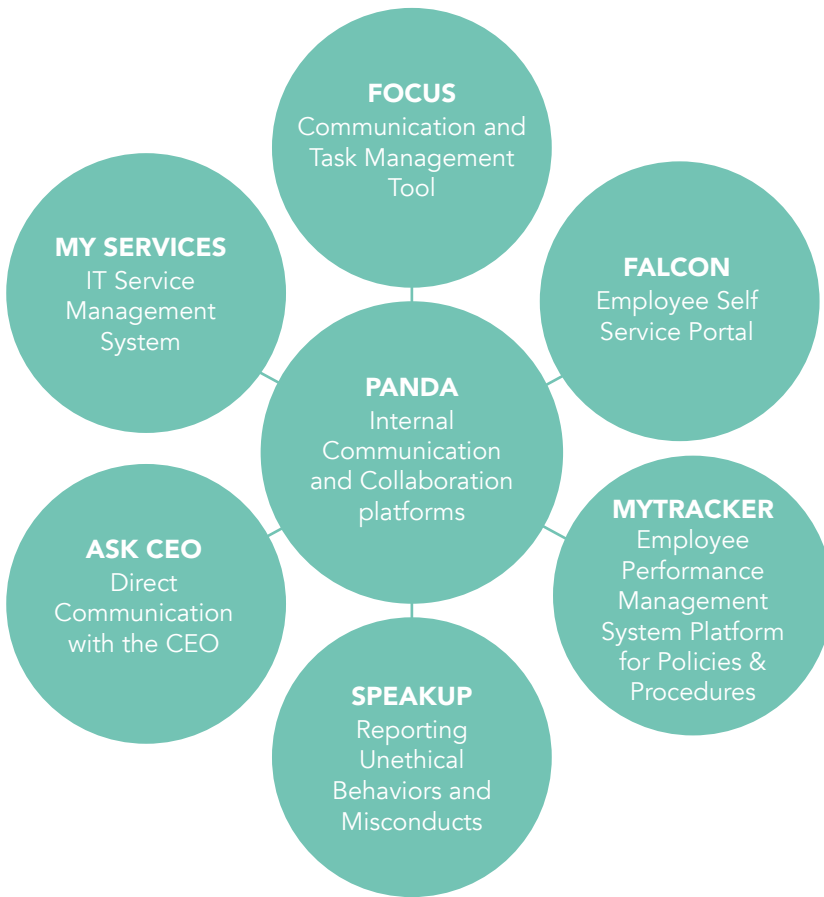 FOCUS
Communication and
Task Management
Tool
MY SERVICES
IT Service
Management
System
FALCON
Employee Self
Service Portal
PANDA
Internal
Communication
and Collaboration
platforms
ASK CEO
Direct
Communication
with the CEO
MYTRACKER
Employee
Performance
Management
System Platform
for Policies &
Procedures
SPEAKUP
Reporting
Unethical
Behaviors and
Misconducts